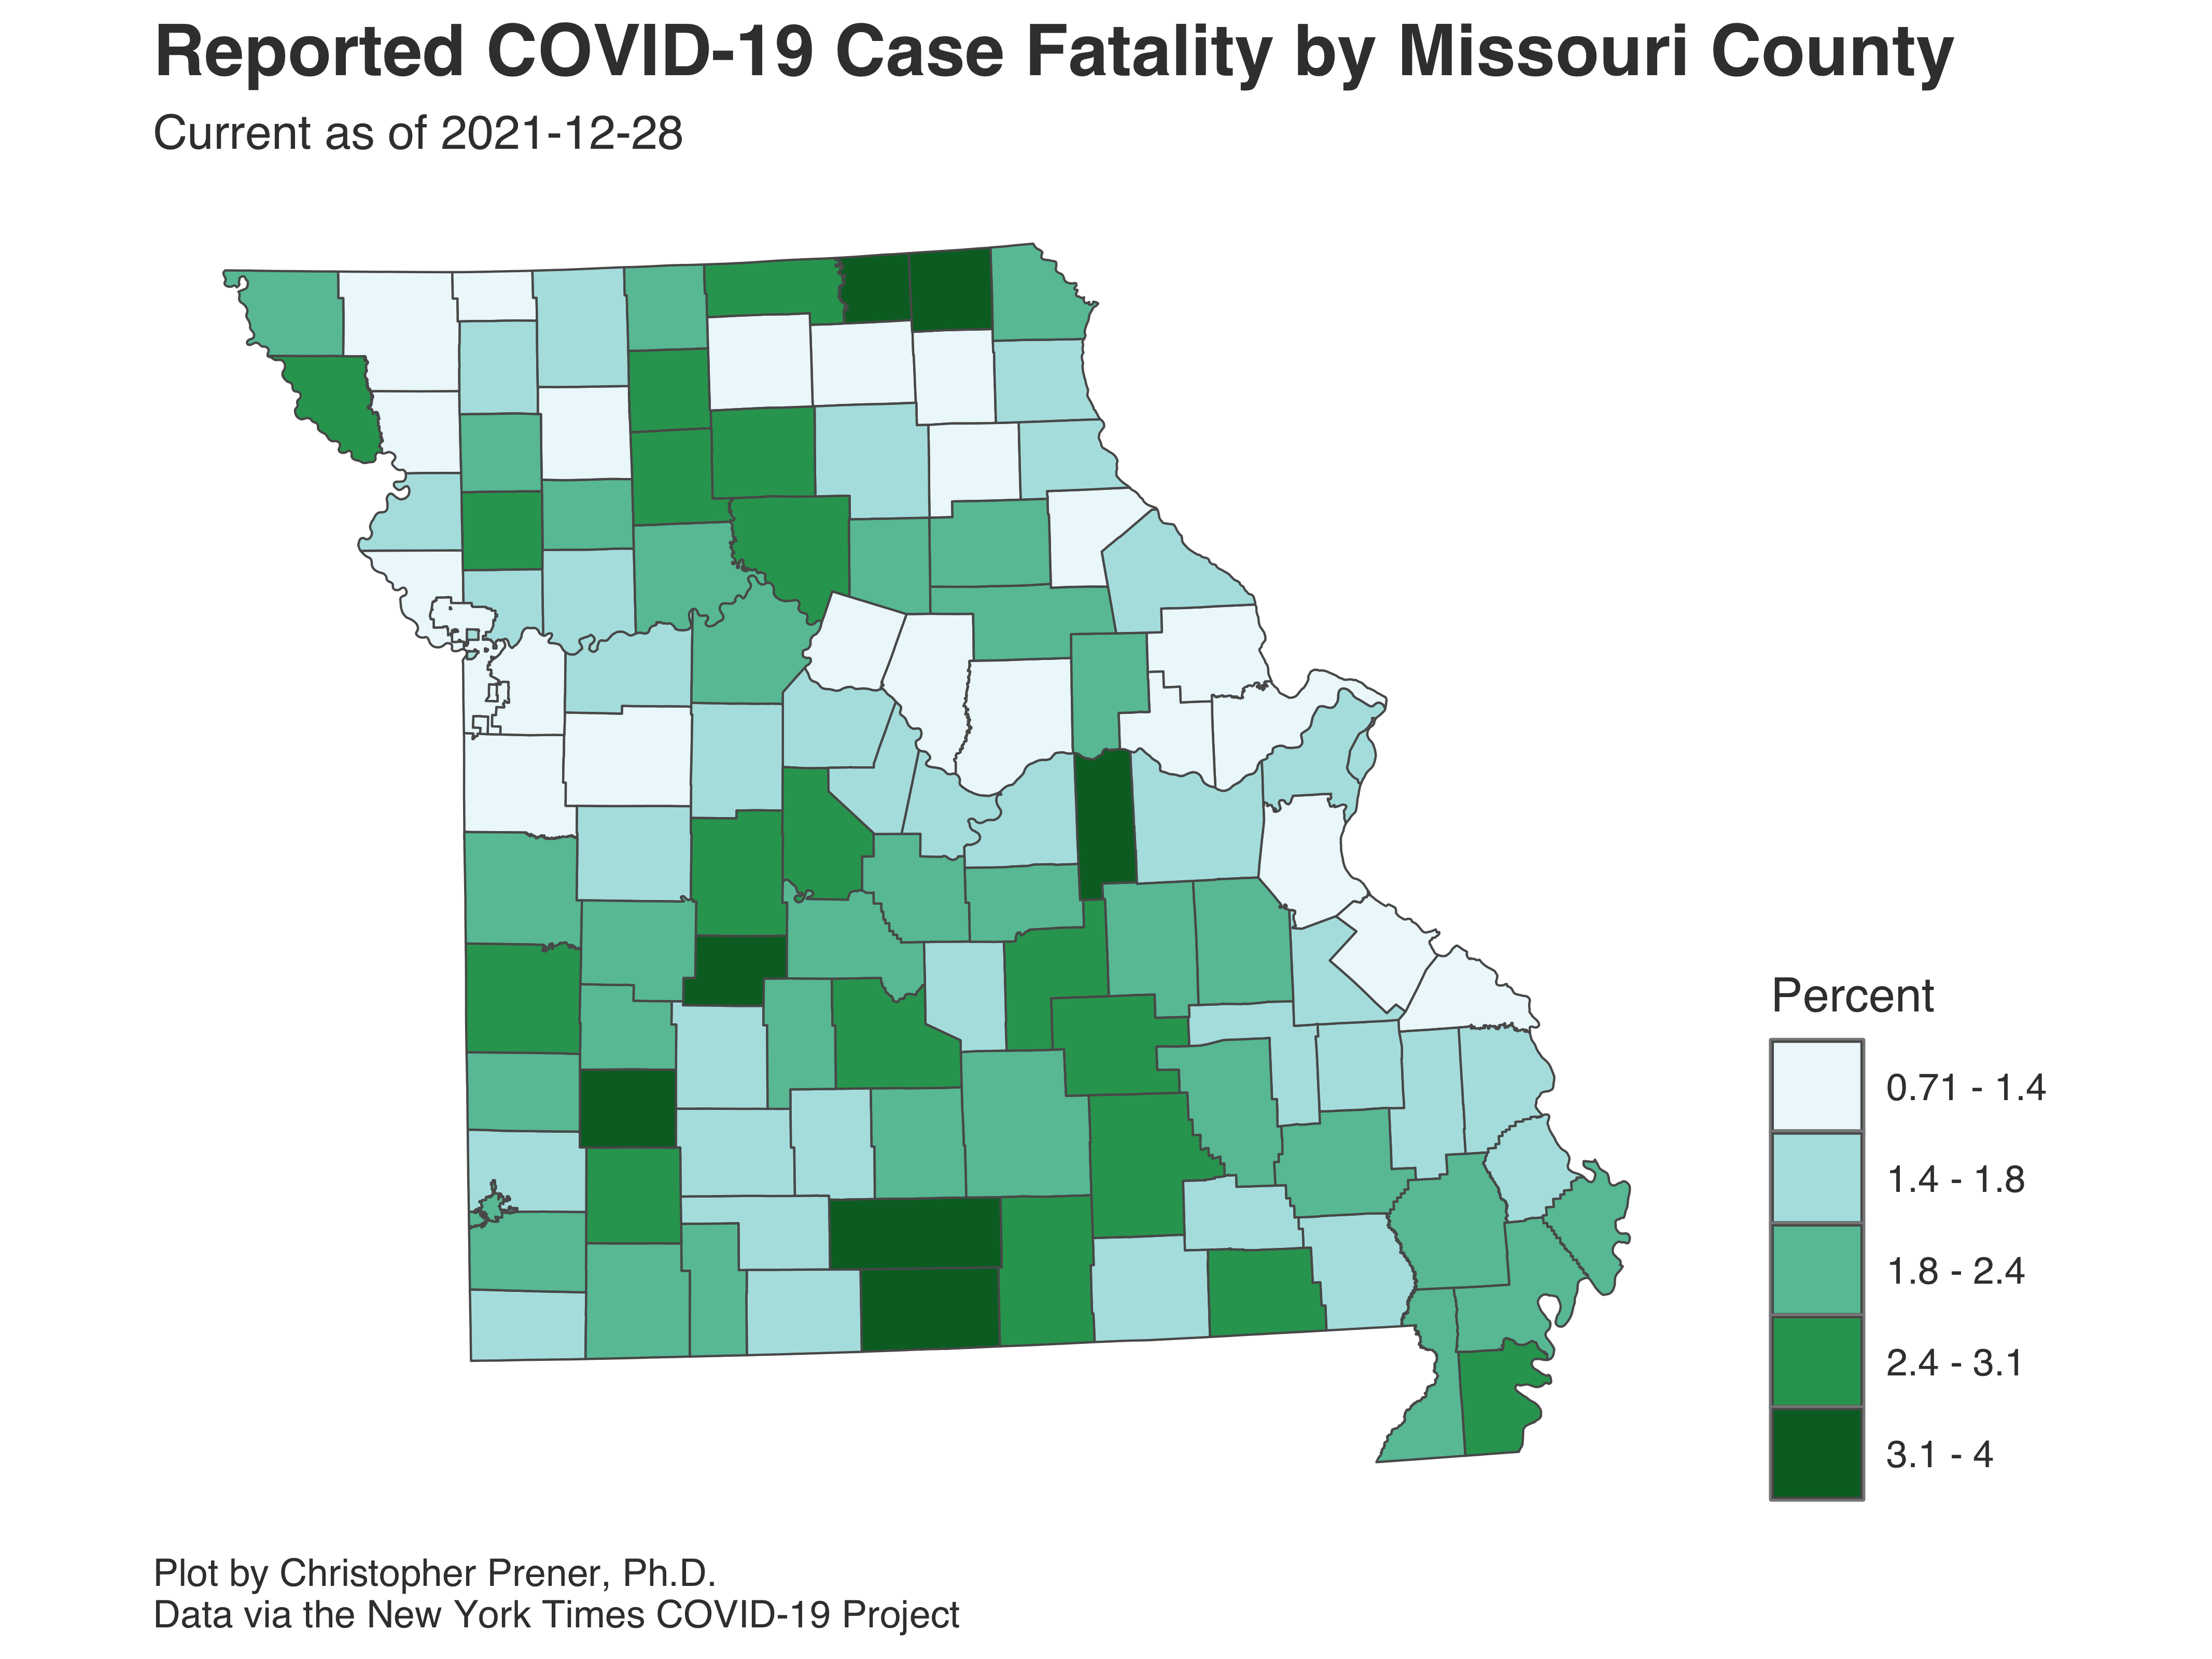 Reported COVID-19 Case Fatality by Missouri County
Current as of 2021-12-28
Percent
0.71 - 1.4
1.4 - 1.8
1.8 - 2.4
2.4 - 3.1
3.1 - 4
Plot by Christopher Prener, Ph.D.
Data via the New York Times COVID-19 Project